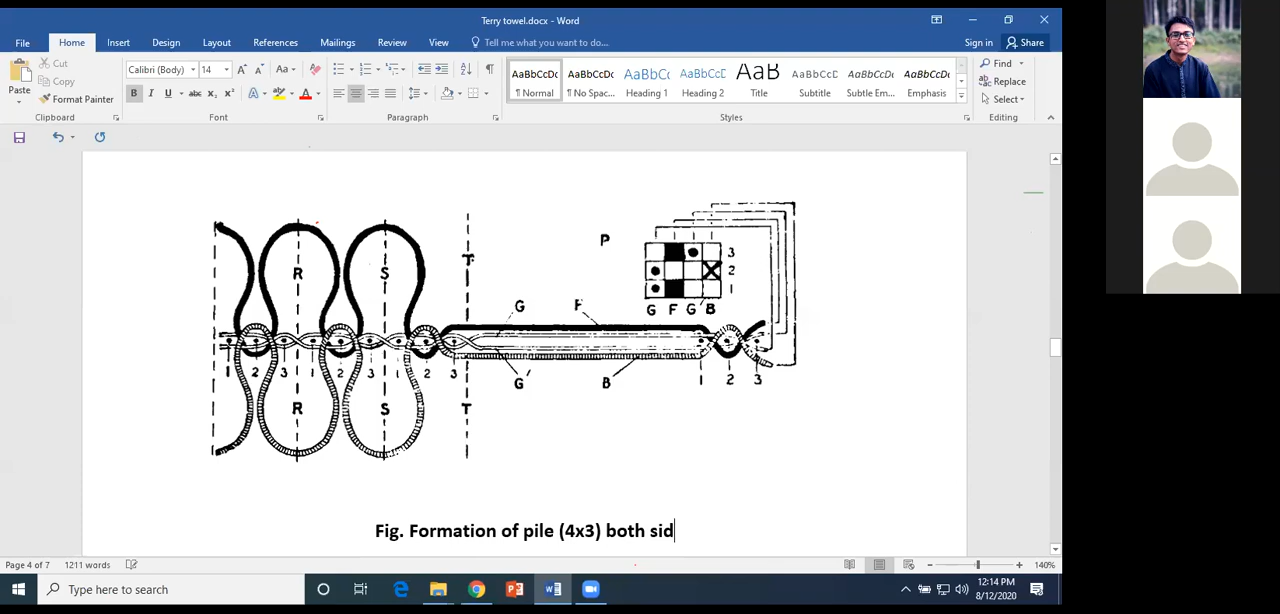 Terry towel.docx - Word
File Home Insert Design Layout References Mailings Review View Tell me what you want to do... Sign in Share
Paste
Cut
Copy
Format Painter
Calibri (Body) 14
AaBbCcDc AaBbCcDc AaBbCc AaBbCcD AaB AaBbCcD AaBbCcDc AaBbCcDc
¶ Normal ¶ No Spac... Heading 1 Heading 2 Title Subtitle Subtle Em... Emphasis
Find
Replace
Select
Clipboard Font Paragraph Styles Editing
P
3
2
1
G F G B
R S T
G F
1 2 3 1 2 3 1 2 3 1 2 3
G B
R S T
Fig. Formation of pile (4x3) both sid
Page 4 of 7 1211 words 140%
Type here to search
12:14 PM
8/12/2020